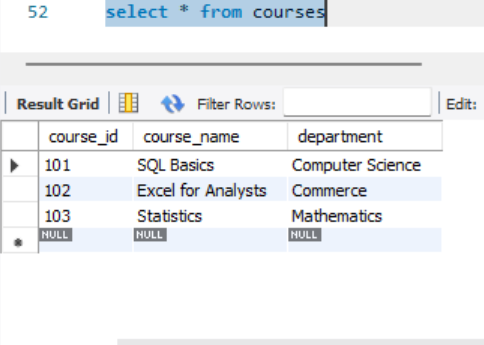 52 select * from courses
Result Grid Filter Rows: Edit:
course_id course_name department
101 SQL Basics Computer Science
102 Excel for Analysts Commerce
103 Statistics Mathematics
NULL NULL NULL